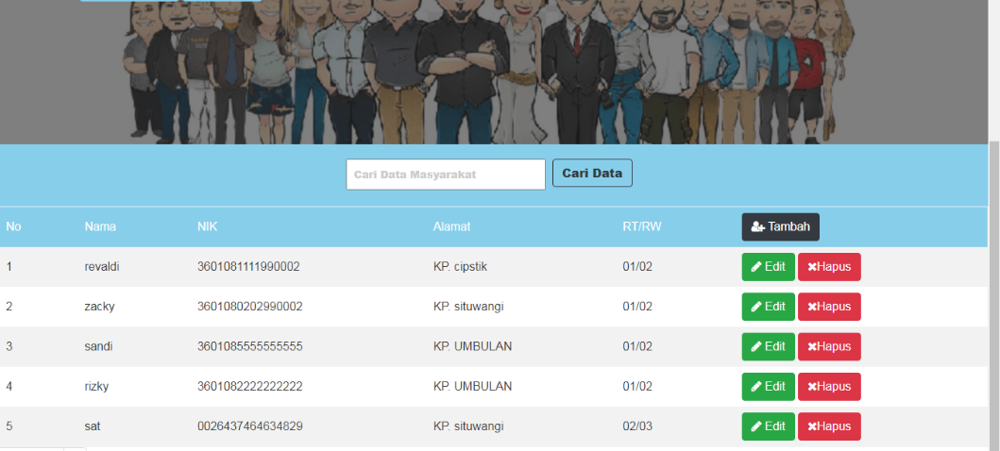 Cari Data Masyarakat Cari Data
No Nama NIK Alamat RT/RW Tambah
1 revaldi 3601081111990002 KP. cipstik 01/02 Edit Hapus
2 zacky 3601080202990002 KP. situwangi 01/02 Edit Hapus
3 sandi 3601085555555555 KP. UMBULAN 01/02 Edit Hapus
4 rizky 3601082222222222 KP. UMBULAN 01/02 Edit Hapus
5 sat 0026437464634829 KP. situwangi 02/03 Edit Hapus